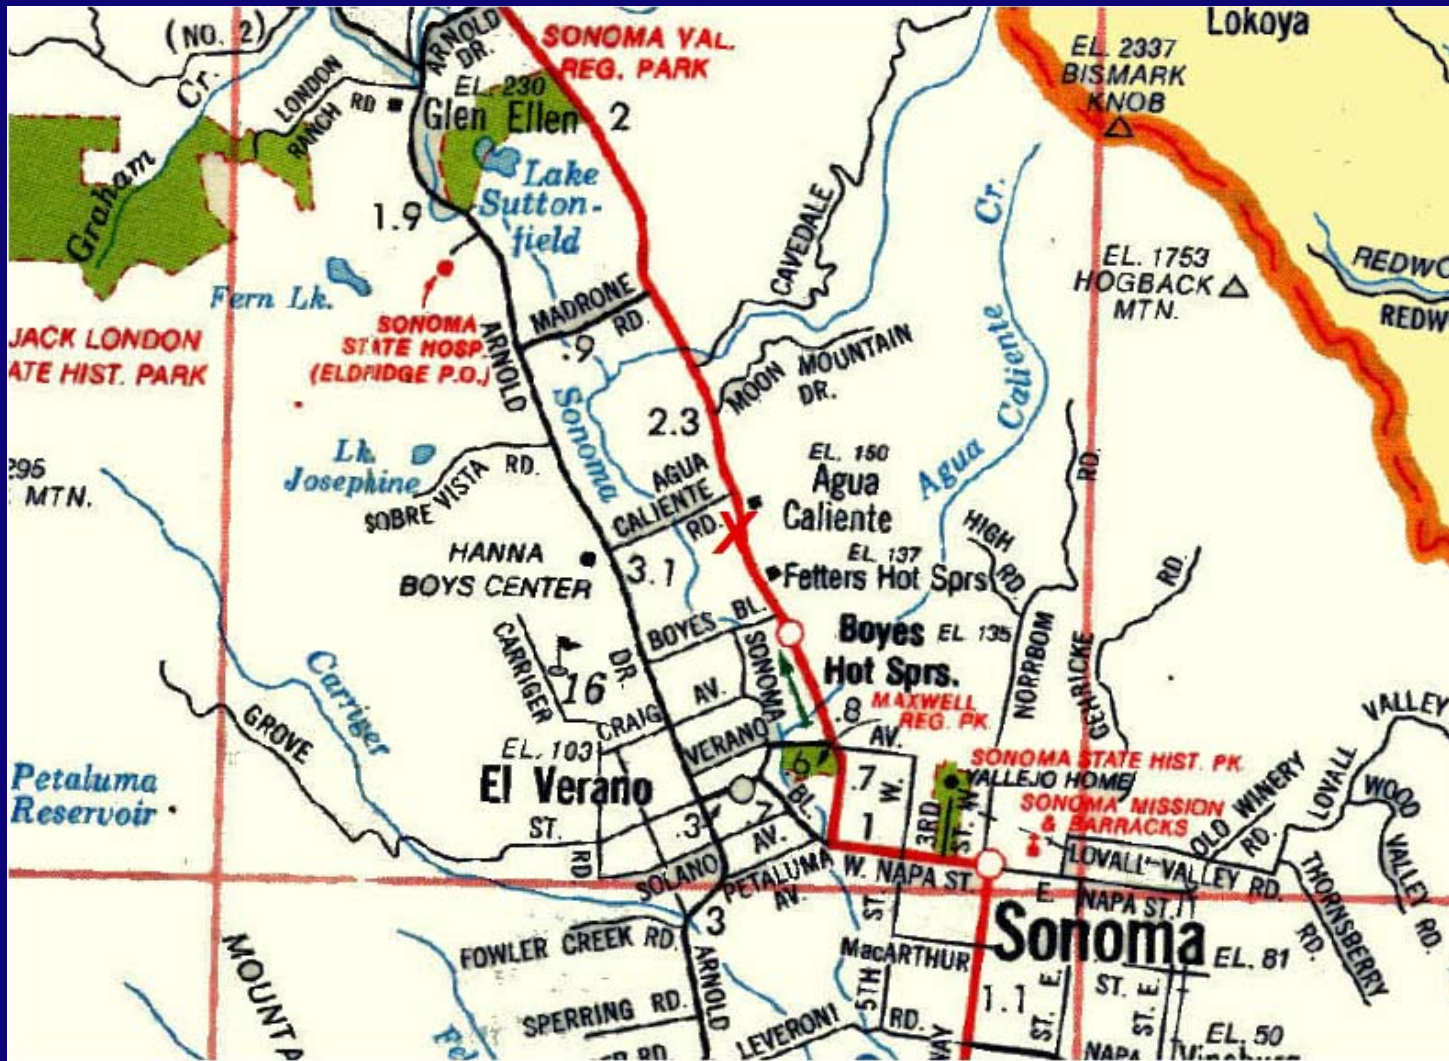 (NO. 2)
ARNOLD
DR.
SONOMA VAL.
REG. PARK
Lokoya
EL. 2337
BISMARK
KNOB
Graham Cr.
LONDON
RANCH RD
EL. 230
Glen Ellen
2
Lake
Sutton-
field
1.9
Fern Lk.
CAVEDALE
Agua Caliente Cr.
EL. 1753
HOGBACK
MTN.
REDWO
REDW
JACK LONDON
ATE HIST. PARK
SONOMA
STATE HOSP.
(ELDRIDGE P.O.)
ARNOLD
MADRONE
RD.
.9
MOON MOUNTAIN
DR.
Sonoma
2.3
295
MTN.
Lk.
Josephine
SOBRE VISTA RD.
AGUA
CALIENTE
RD.
X
EL. 150
Agua
Caliente
RD.
HANNA
BOYS CENTER
3.1
EL. 137
Fetters Hot Sprs.
HIGH
RD.
RD.
BOYES BL.
SONOMA
Boyes
Hot Sprs.
EL 135
NORRBOM
GEHRICKE
CARRIGER
16
DR.
CRAIG
AV.
VERANO
AV.
.8
MAXWELL
REG. PK
VALLEY
GROVE
Carriger
EL. 103
El Verano
.6
.7
W.
SONOMA STATE HIST. PK
VALLEJO HOME
SONOMA MISSION
& BARRACKS
OLD WINERY
RD.
LOVALL
WOOD
VALLEY
RD.
Petaluma
Reservoir
ST.
RD
.3
.7
BL.
AV.
1
3RD
ST. W.
SOLANO
PETALUMA
AV.
W. NAPA ST.
LOVALL VALLEY RD.
E. NAPA ST.
THORNSBERRY
RD.
3
ST.
Sonoma
EL. 81
MOUNTA
FOWLER CREEK RD.
ARNOLD
MacARTHUR
5TH
1.1
ST. E.
ST. E.
SPERRING RD.
Fel
LEVERONI
RD.
WAY
NAPA
EL. 50
RD.